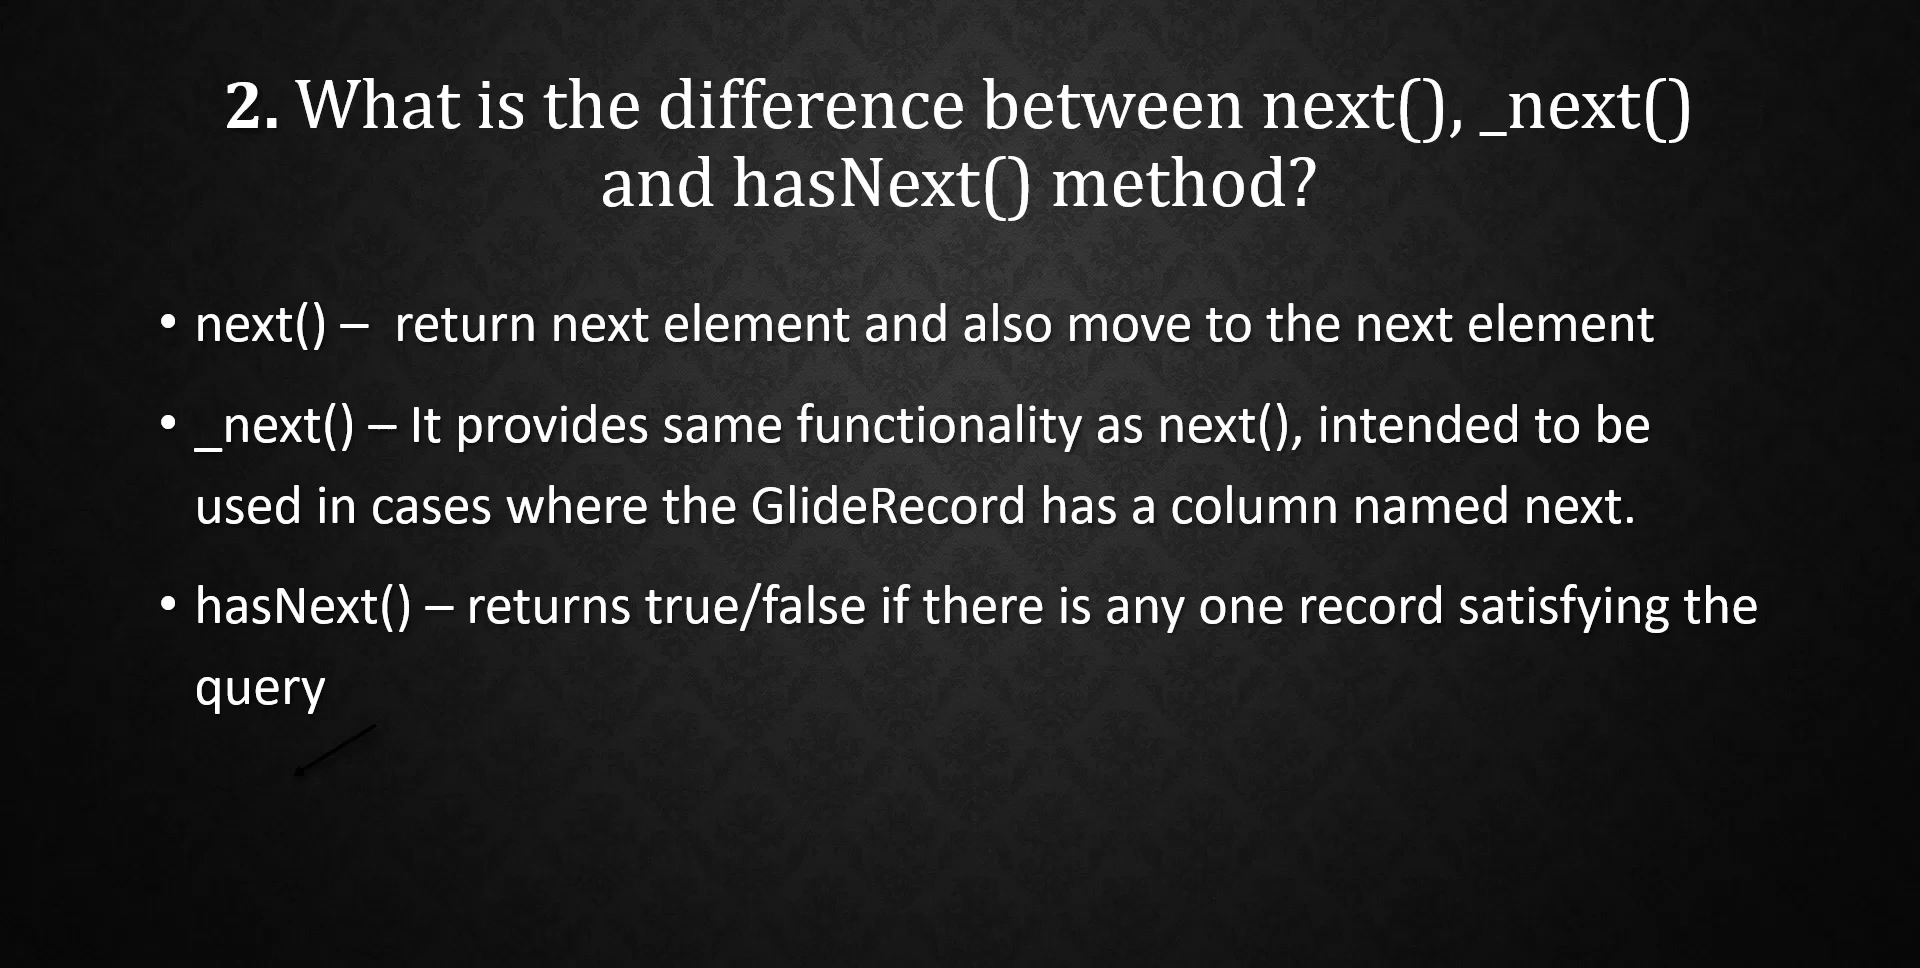 2. What is the difference between next(), _next()
and hasNext() method?
• next() –  return next element and also move to the next element
• _next() – It provides same functionality as next(), intended to be
used in cases where the GlideRecord has a column named next.
• hasNext() – returns true/false if there is any one record satisfying the
query